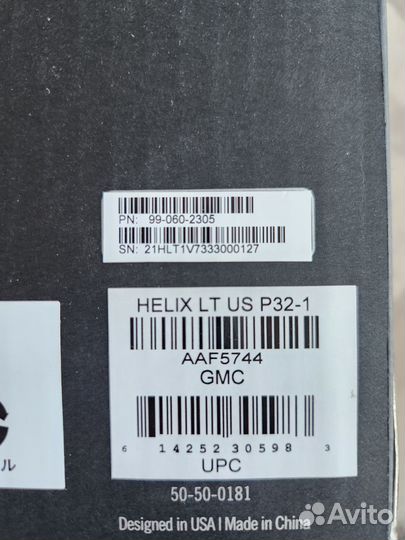 PN: 99-060-2305
SN: 21HLT1V7333000127
HELIX LT US P32-1
AAF5744
GMC
6 14252 30598 3
UPC
ル
50-50-0181
Designed in USA | Made in China
Avito